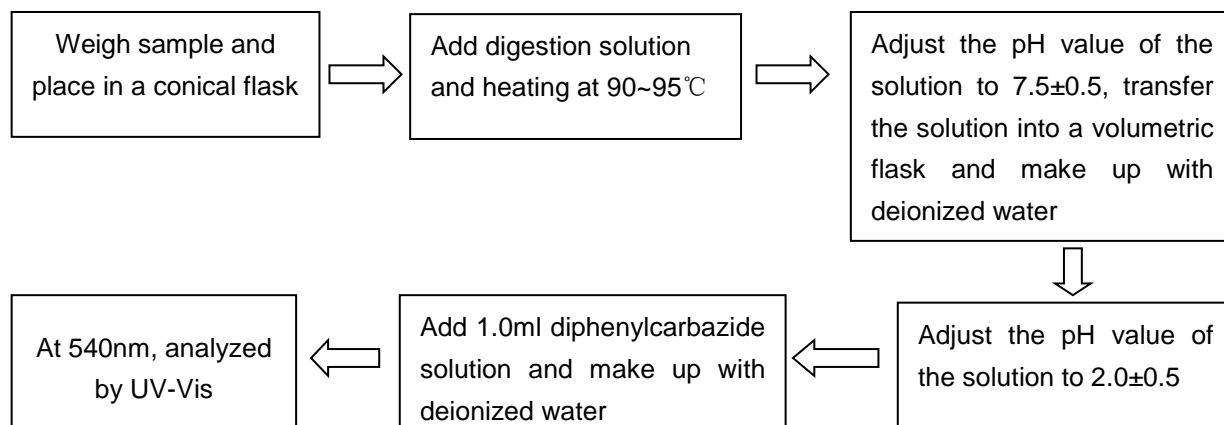 Weigh sample and
place in a conical flask
Add digestion solution
and heating at 90~95℃
Adjust the pH value of the
solution to 7.5±0.5, transfer
the solution into a volumetric
flask and make up with
deionized water
Adjust the pH value of
the solution to 2.0±0.5
Add 1.0ml diphenylcarbazide
solution and make up with
deionized water
At 540nm, analyzed
by UV-Vis